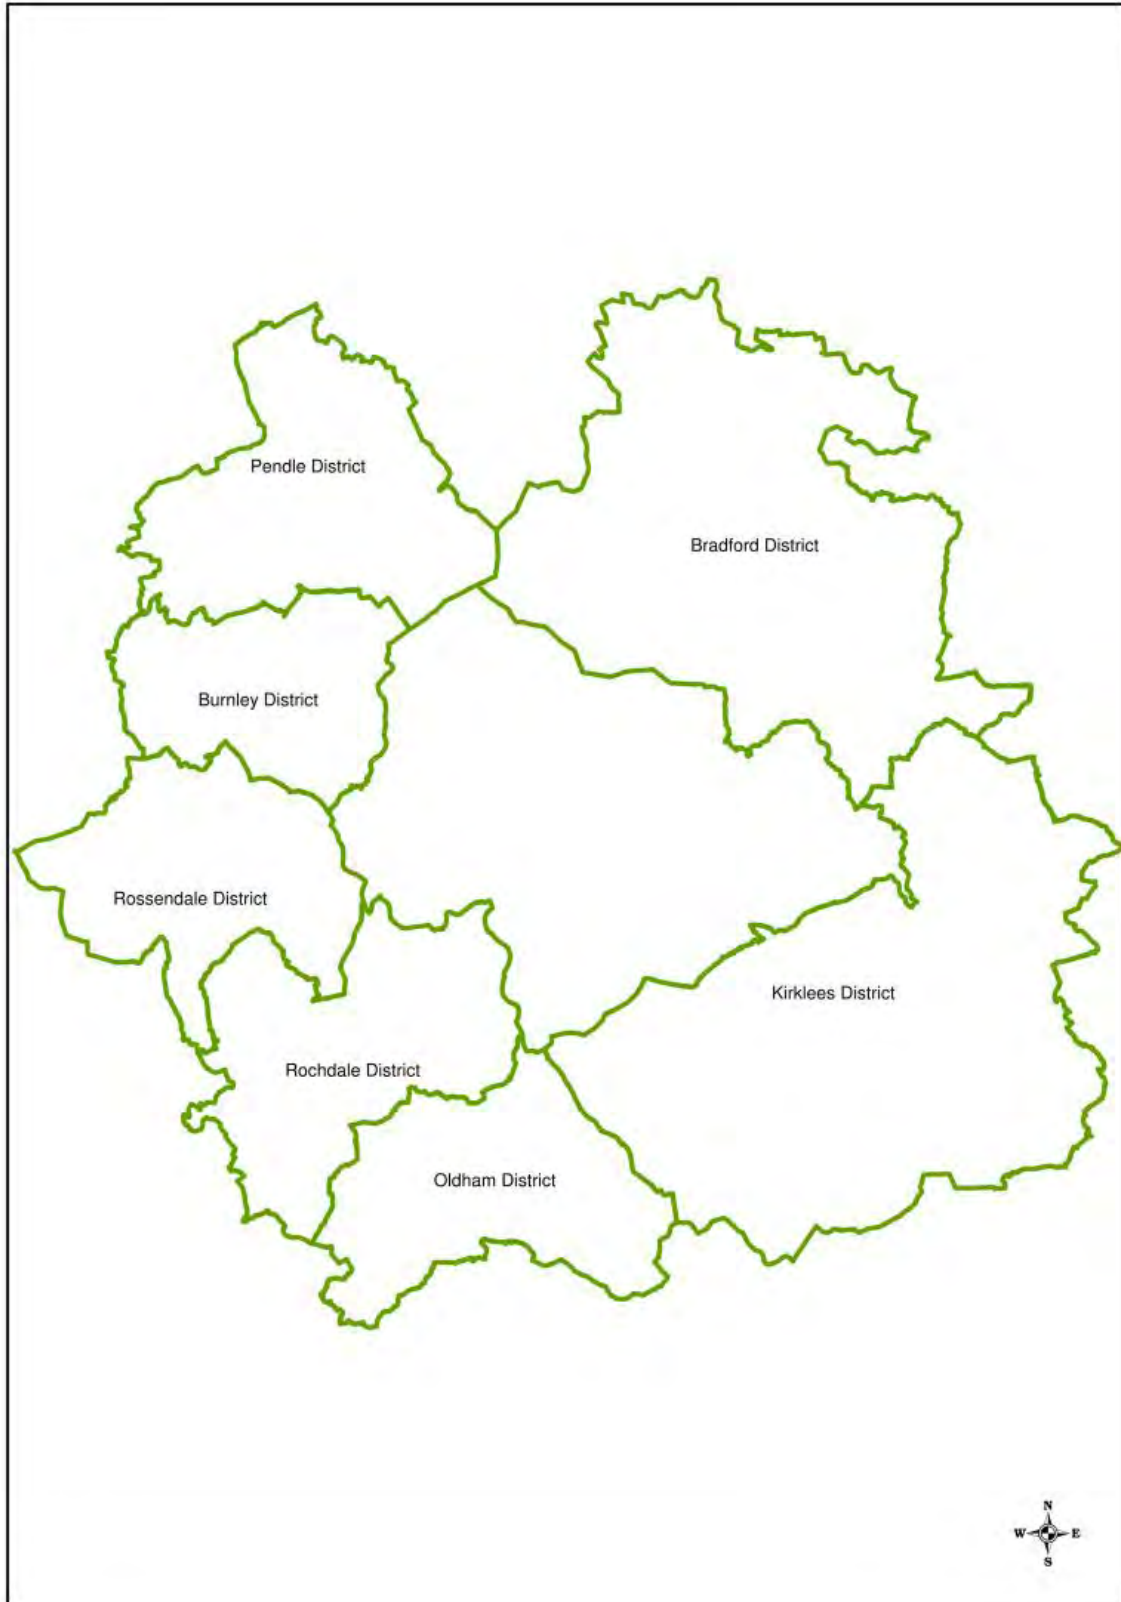 Pendle District
Bradford District
Burnley District
Rossendale District
Kirklees District
Rochdale District
Oldham District
N
W E
S